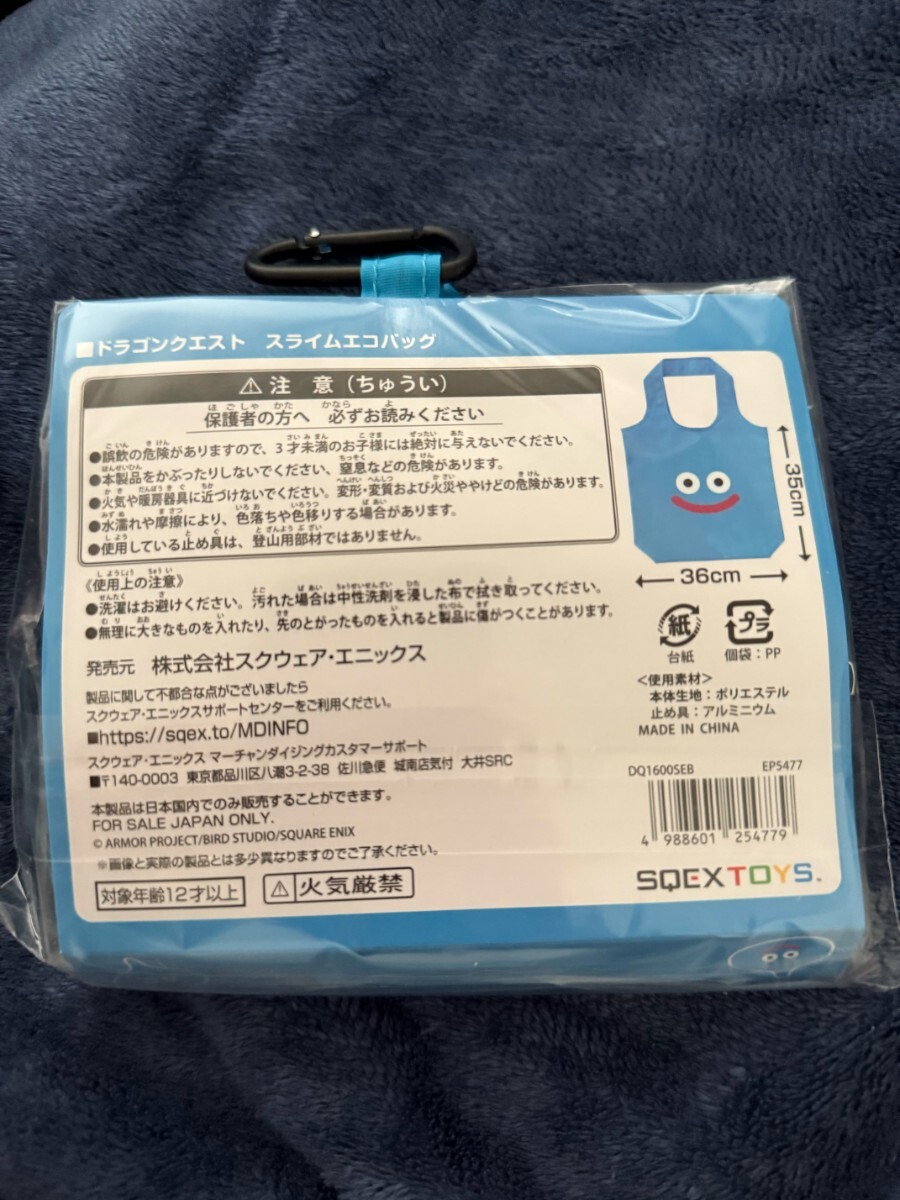 ■ドラゴンクエスト　スライムエコバッグ
⚠注　意（ちゅうい）
保護者の方へ　必ずお読みください
●誤飲の危険がありますので、3才未満のお子様には絶対に与えないでください。
●本製品をかぶったりしないでください、窒息などの危険があります。
●火気や暖房器具に近づけないでください。変形・変質および火災ややけどの危険があります。
●水濡れや摩擦により、色落ちや色移りする場合があります。
●使用している止め具は、登山用部材ではありません。
《使用上の注意》
●洗濯はお避けください。汚れた場合は中性洗剤を浸した布で拭き取ってください。
●無理に大きなものを入れたり、先のとがったものを入れると製品に傷がつくことがあります。
発売元　株式会社スクウェア・エニックス
製品に関して不都合な点がございましたら
スクウェア・エニックスサポートセンターをご利用ください。
■https://sqex.to/MDINFO
スクウェア・エニックス マーチャンダイジングカスタマーサポート
■〒140-0003 東京都品川区八潮3-2-38 佐川急便 城南店気付 大井SRC
本製品は日本国内でのみ販売することができます。
FOR SALE JAPAN ONLY.
© ARMOR PROJECT/BIRD STUDIO/SQUARE ENIX
※画像と実際の製品とは多少異なりますのでご了承ください。
対象年齢12才以上
⚠火気厳禁
35cm
36cm
紙
台紙
プラ
個袋：PP
＜使用素材＞
本体生地：ポリエステル
止め具：アルミニウム
MADE IN CHINA
DQ1600SEB
EP5477
4 988601 254779
SQEXTOYS™